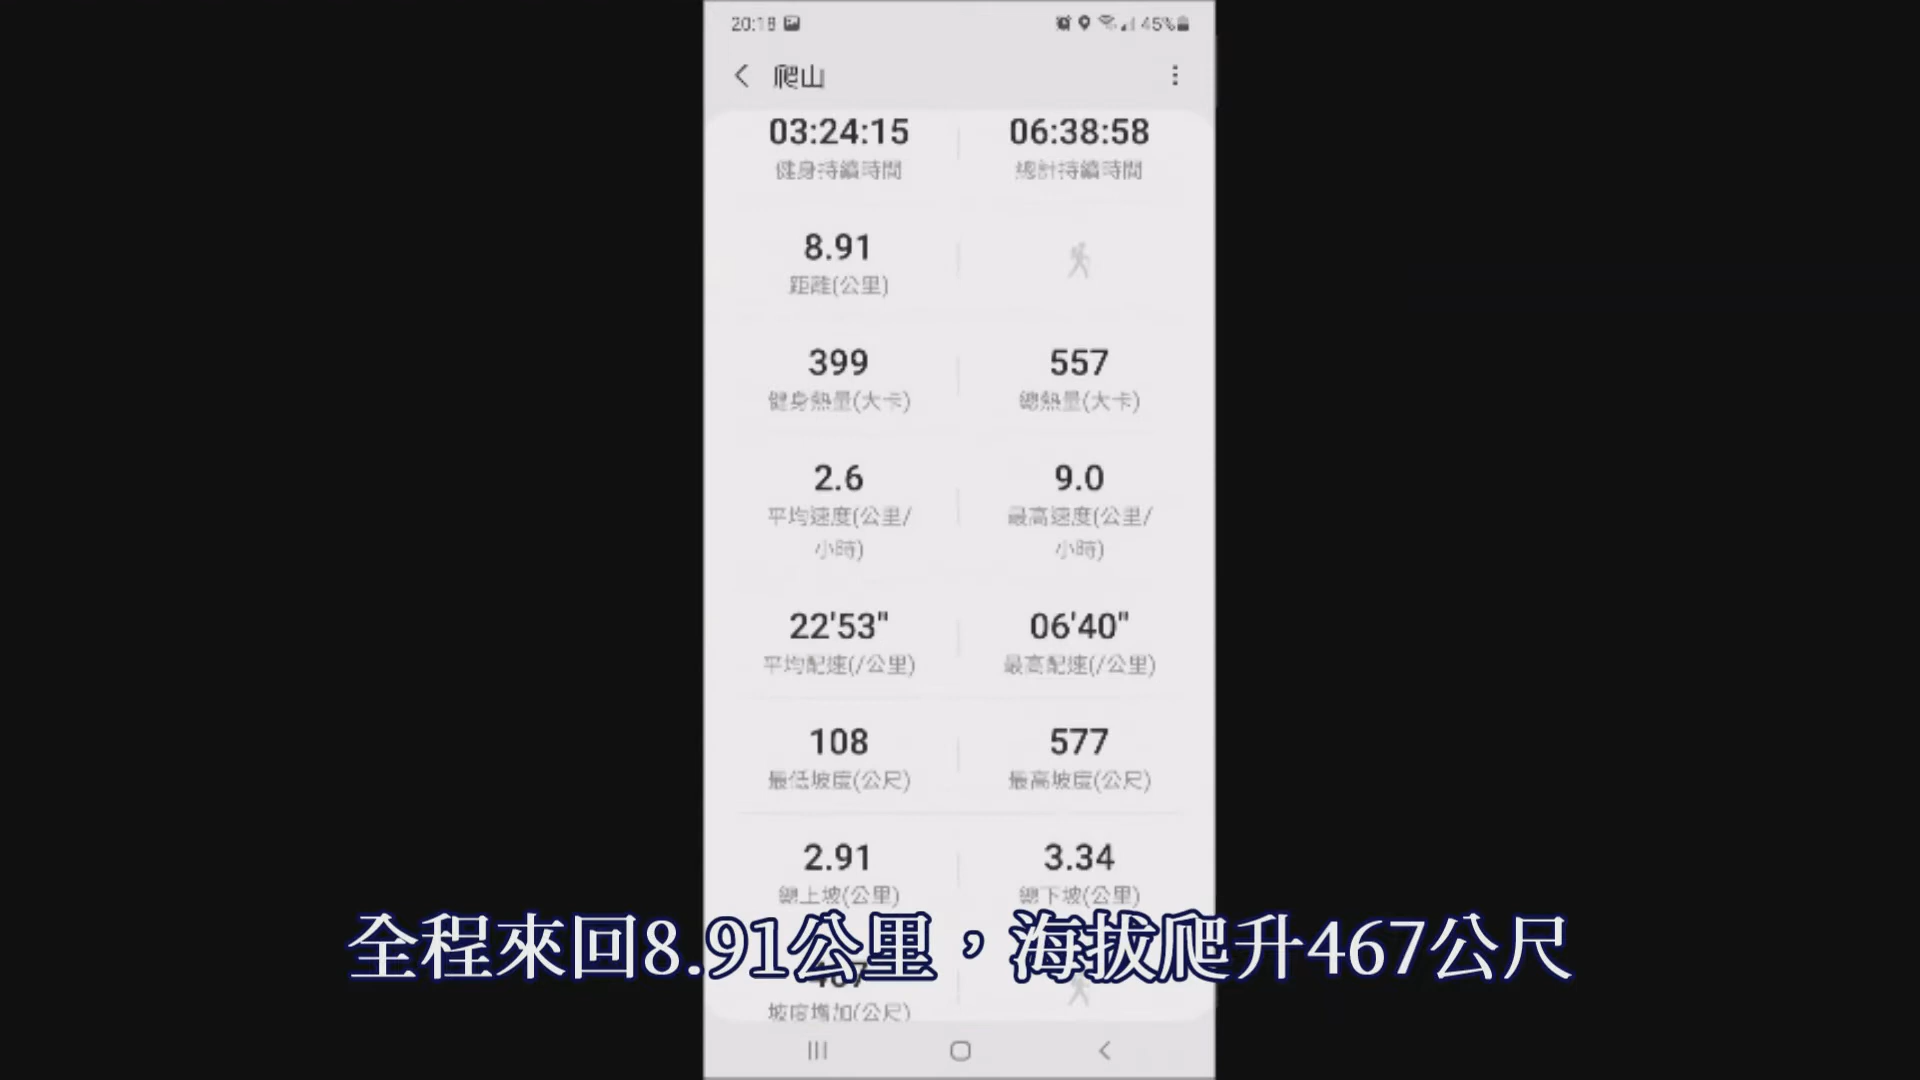 20:18
45%
爬山
03:24:15 06:38:58
健身持續時間 總計持續時間
8.91
距離(公里)
399 557
健身熱量(大卡) 總熱量(大卡)
2.6 9.0
平均速度(公里/ 最高速度(公里/
小時) 小時)
22'53" 06'40"
平均配速(/公里) 最高配速(/公里)
108 577
最低坡度(公尺) 最高坡度(公尺)
2.91 3.34
總上坡(公里) 總下坡(公里)
全程來回8.91公里，海拔爬升467公尺
467
坡度增加(公尺)